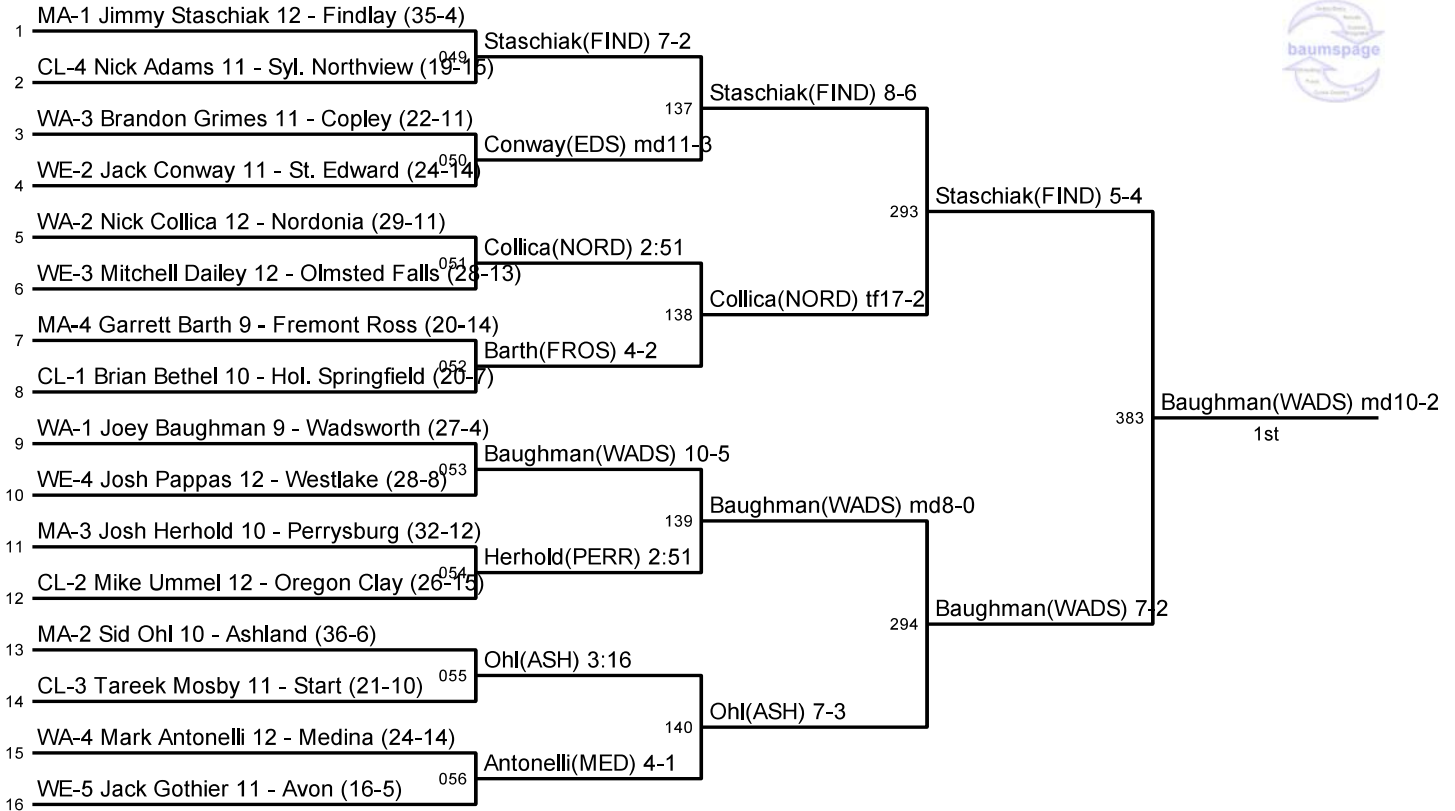 MA-1 Jimmy Staschiak 12 - Findlay (35-4)
1
CL-4 Nick Adams 11 - Syl. Northview (19-15)
2
049
Staschiak(FIND) 7-2
WA-3 Brandon Grimes 11 - Copley (22-11)
3
WE-2 Jack Conway 11 - St. Edward (24-14)
4
050
Conway(EDS) md11-3
137
Staschiak(FIND) 8-6
WA-2 Nick Collica 12 - Nordonia (29-11)
5
WE-3 Mitchell Dailey 12 - Olmsted Falls (28-13)
6
051
Collica(NORD) 2:51
MA-4 Garrett Barth 9 - Fremont Ross (20-14)
7
CL-1 Brian Bethel 10 - Hol. Springfield (20-7)
8
052
Barth(FROS) 4-2
138
Collica(NORD) tf17-2
293
Staschiak(FIND) 5-4
WA-1 Joey Baughman 9 - Wadsworth (27-4)
9
WE-4 Josh Pappas 12 - Westlake (28-8)
10
053
Baughman(WADS) 10-5
MA-3 Josh Herhold 10 - Perrysburg (32-12)
11
CL-2 Mike Ummel 12 - Oregon Clay (26-15)
12
054
Herhold(PERR) 2:51
139
Baughman(WADS) md8-0
MA-2 Sid Ohl 10 - Ashland (36-6)
13
CL-3 Tareek Mosby 11 - Start (21-10)
14
055
Ohl(ASH) 3:16
WA-4 Mark Antonelli 12 - Medina (24-14)
15
WE-5 Jack Gothier 11 - Avon (16-5)
16
056
Antonelli(MED) 4-1
140
Ohl(ASH) 7-3
294
Baughman(WADS) 7-2
383
Baughman(WADS) md10-2
1st
baumspage